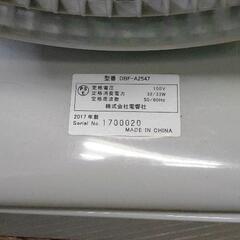 型番 DBF-A2547
定格電圧 100V
定格消費電力 32/33W
定格周波数 50/60Hz
株式会社電響社
2017年製
Serial No.1700020
MADE IN CHINA